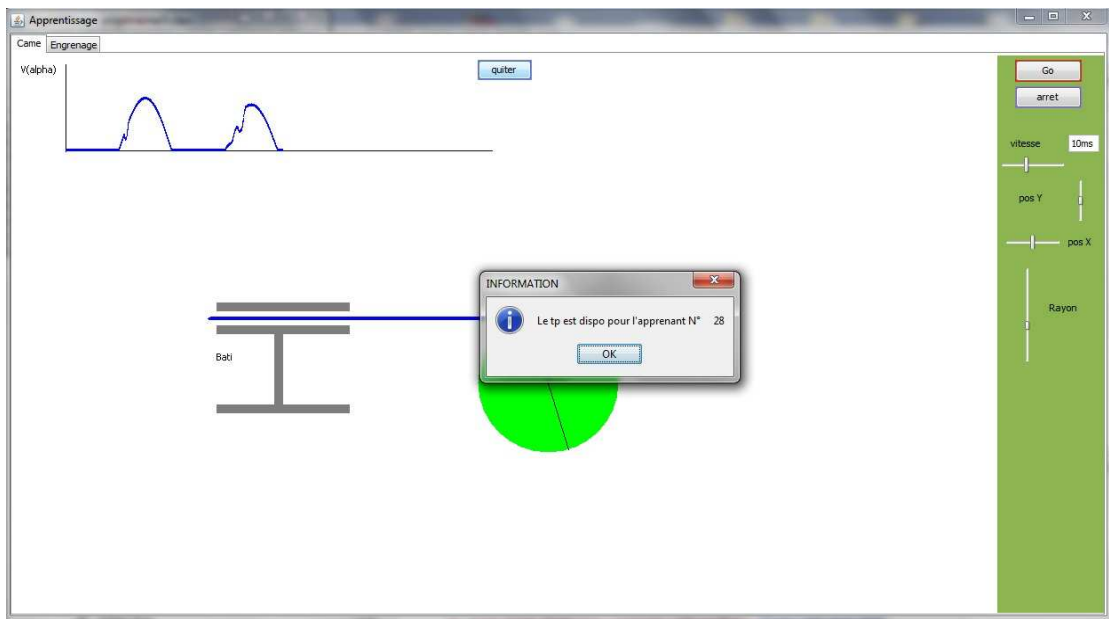 Apprentissage
Came Engrenage
V(alpha)
quiter
Go
arret
vitesse 10ms
pos Y
pos X
INFORMATION
Le tp est dispo pour l'apprenant N° 28
Rayon
OK
Bati